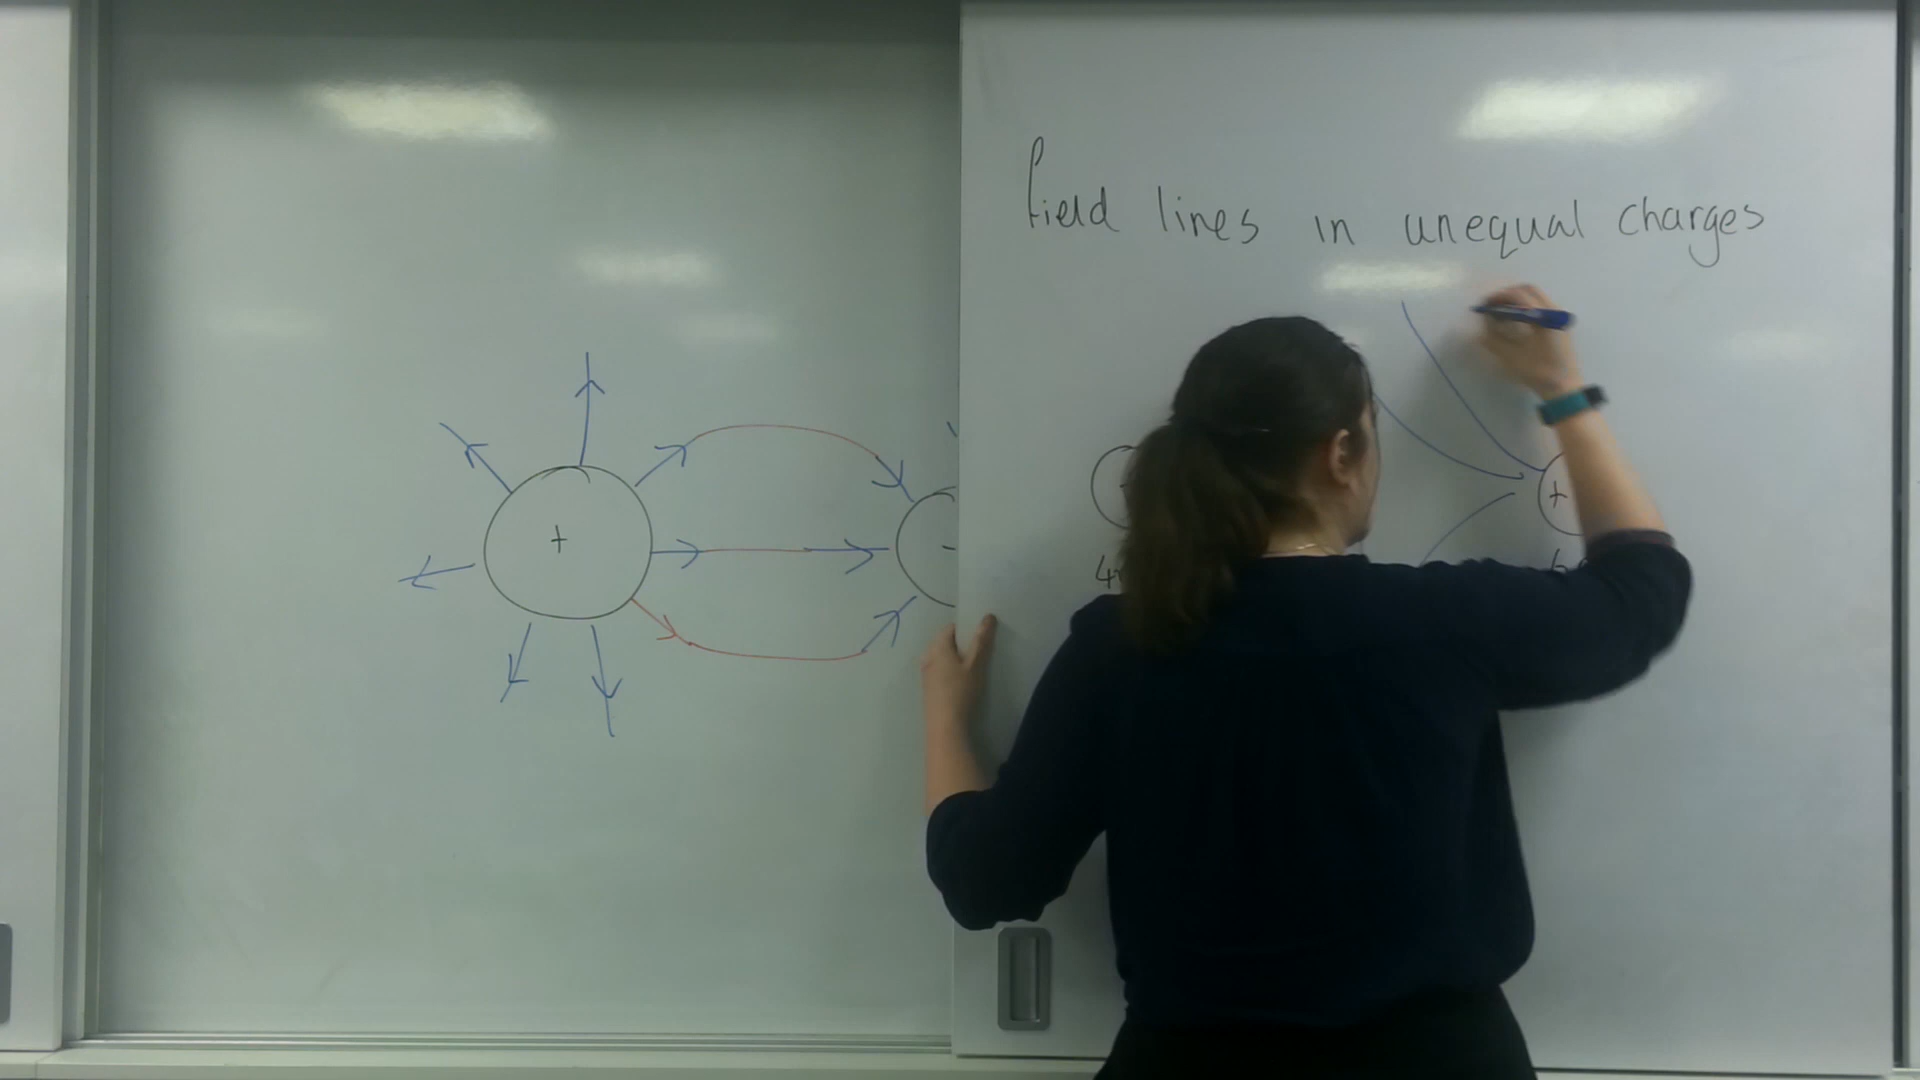 field lines in unequal charges
+
-
+